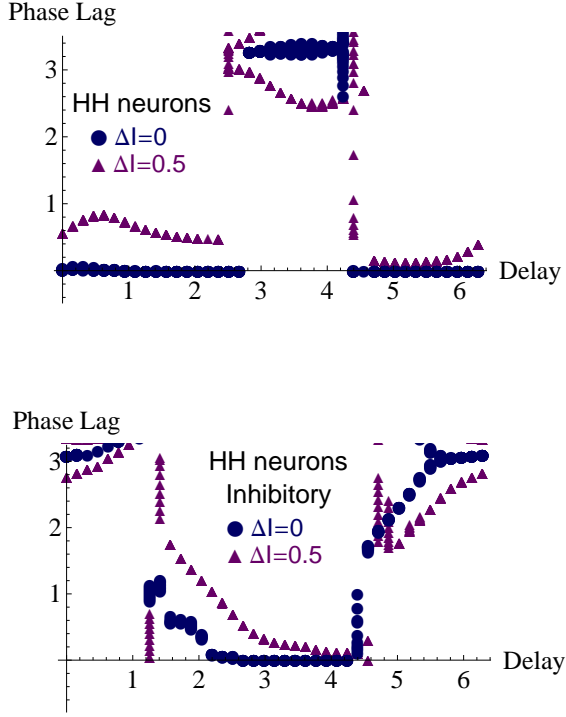 Phase Lag
3
HH neurons
2
ΔI=0
ΔI=0.5
1
Delay
1 2 3 4 5 6
Phase Lag
3
HH neurons
Inhibitory
2
ΔI=0
ΔI=0.5
1
Delay
1 2 3 4 5 6